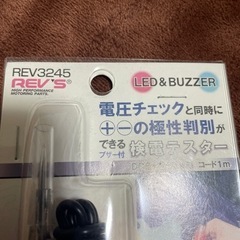 REV3245
REV'S
HIGH PERFORMANCE
MOTORING PARTS.
LED & BUZZER
電圧チェックと同時に
＋－の極性判別が
できる
ブザー付 検電テスター
コード1m